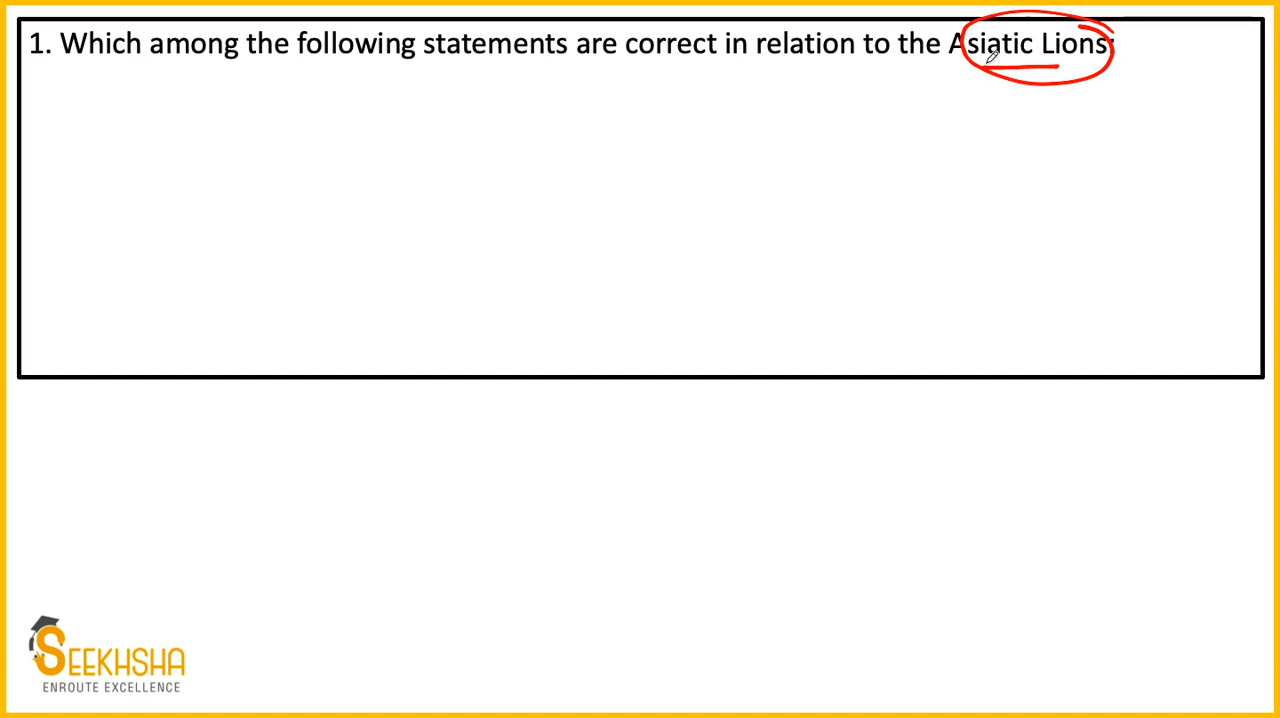 1. Which among the following statements are correct in relation to the Asiatic Lions:
SEEKHSHA
ENROUTE EXCELLENCE